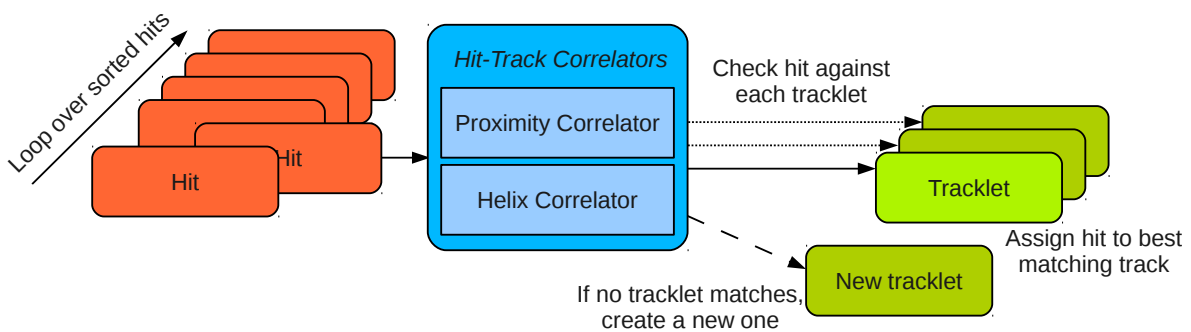 Loop over sorted hits
Hit
Hit
Hit-Track Correlators
Proximity Correlator
Helix Correlator
Check hit against
each tracklet
Tracklet
Assign hit to best
matching track
New tracklet
If no tracklet matches,
create a new one